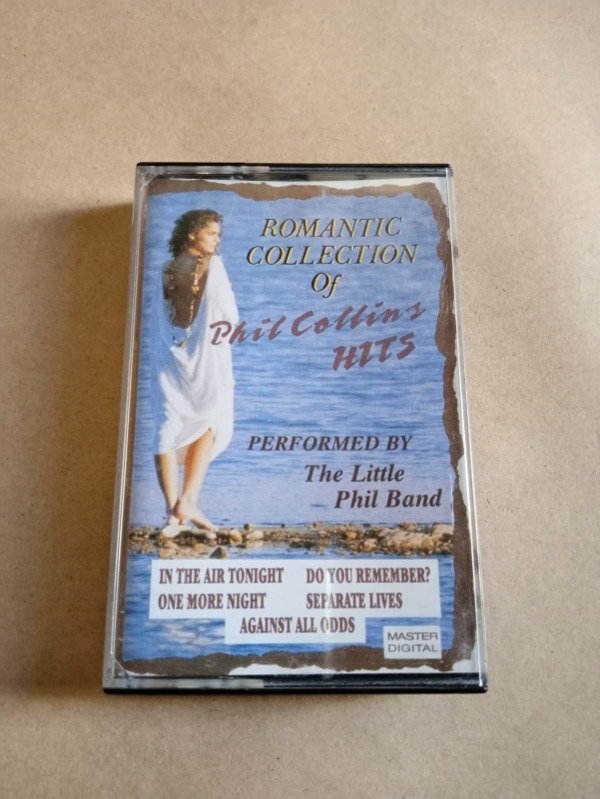 ROMANTIC
COLLECTION
Of
Phil Collins
HITS
PERFORMED BY
The Little
Phil Band
IN THE AIR TONIGHT DO YOU REMEMBER?
ONE MORE NIGHT SEPARATE LIVES
AGAINST ALL ODDS
MASTER
DIGITAL